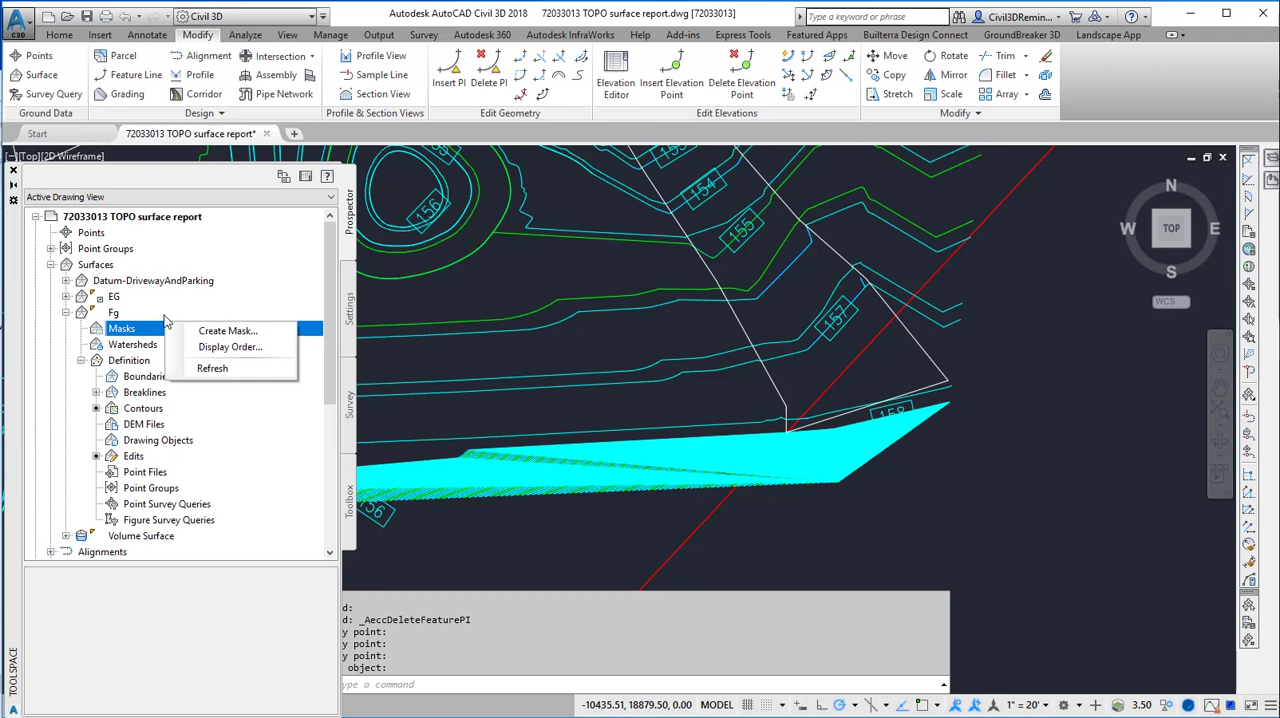 Civil 3D
Autodesk AutoCAD Civil 3D 2018 72033013 TOPO surface report.dwg [72033013]
Type a keyword or phrase
Civil3DRemin...
C3D
Home Insert Annotate Modify Analyze View Manage Output Survey Autodesk 360 Autodesk InfraWorks Help Add-ins Express Tools Featured Apps Builterra Design Connect GroundBreaker 3D Landscape App
Points Parcel Alignment Intersection Profile View Move Rotate Trim
Surface Feature Line Profile Assembly Sample Line Insert PI Delete PI Elevation Editor Insert Elevation Point Delete Elevation Point Copy Mirror Fillet
Survey Query Grading Corridor Pipe Network Section View Stretch Scale Array
Ground Data Design Profile & Section Views Edit Geometry Edit Elevations Modify
Start 72033013 TOPO surface report*
[−][Top][2D Wireframe]
Active Drawing View
72033013 TOPO surface report
Points
Point Groups
Surfaces
Datum-DrivewayAndParking
EG
Fg
Masks
Watersheds
Definition
Boundarie
Breaklines
Contours
DEM Files
Drawing Objects
Edits
Point Files
Point Groups
Point Survey Queries
Figure Survey Queries
Volume Surface
Alignments
Create Mask...
Display Order...
Refresh
Prospector
Settings
Survey
Toolbox
TOOLSPACE
156
154
155
157
158
156
N
W TOP E
S
WCS
d:
d: _AeccDeleteFeaturePI
y point:
y point:
y point:
object:
Type a command
-10435.51, 18879.50, 0.00 MODEL 1" = 20' 3.50